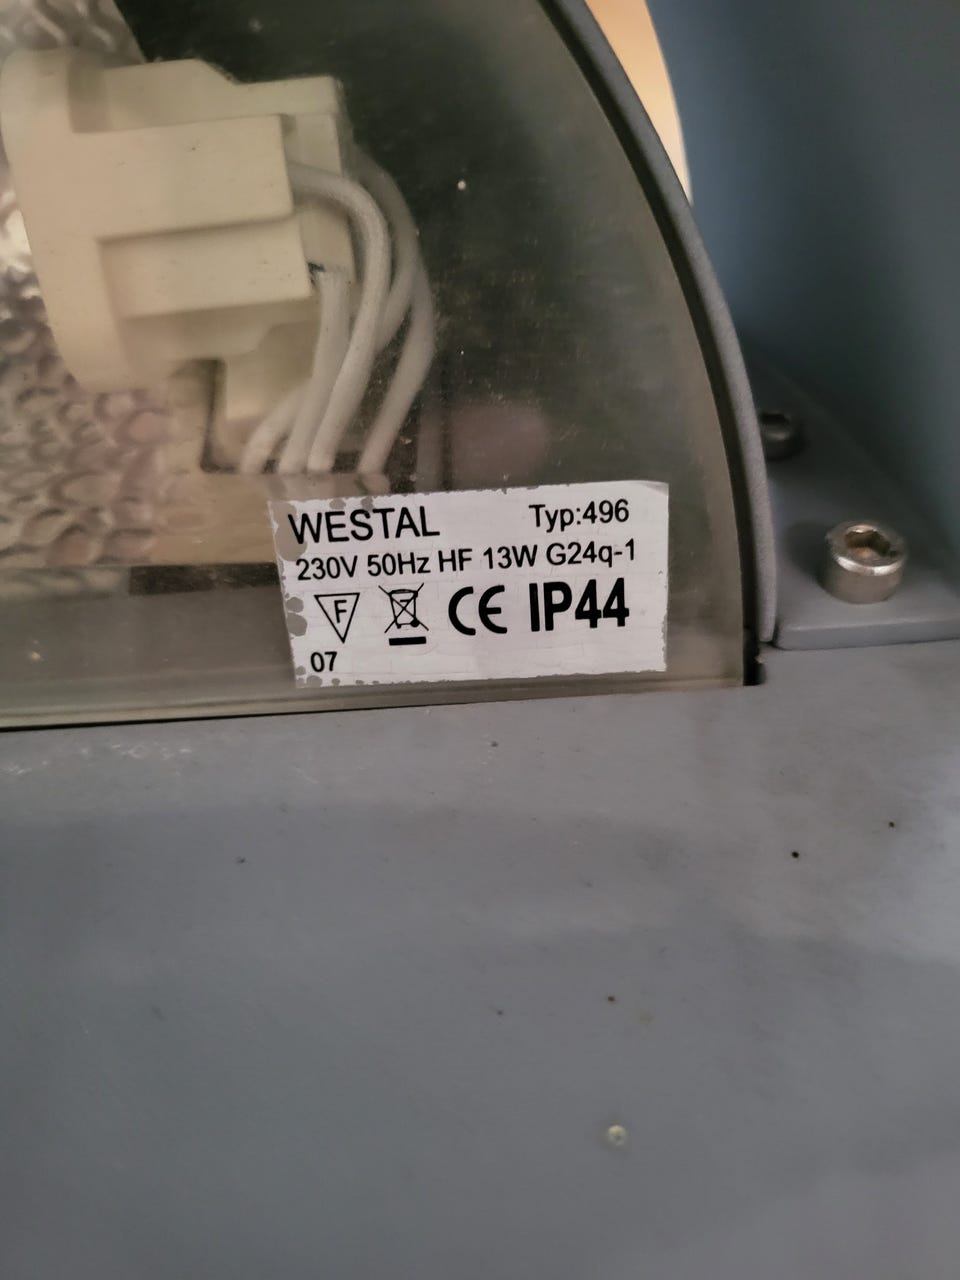 WESTAL Typ:496
230V 50Hz HF 13W G24q-1
F CE IP44
07